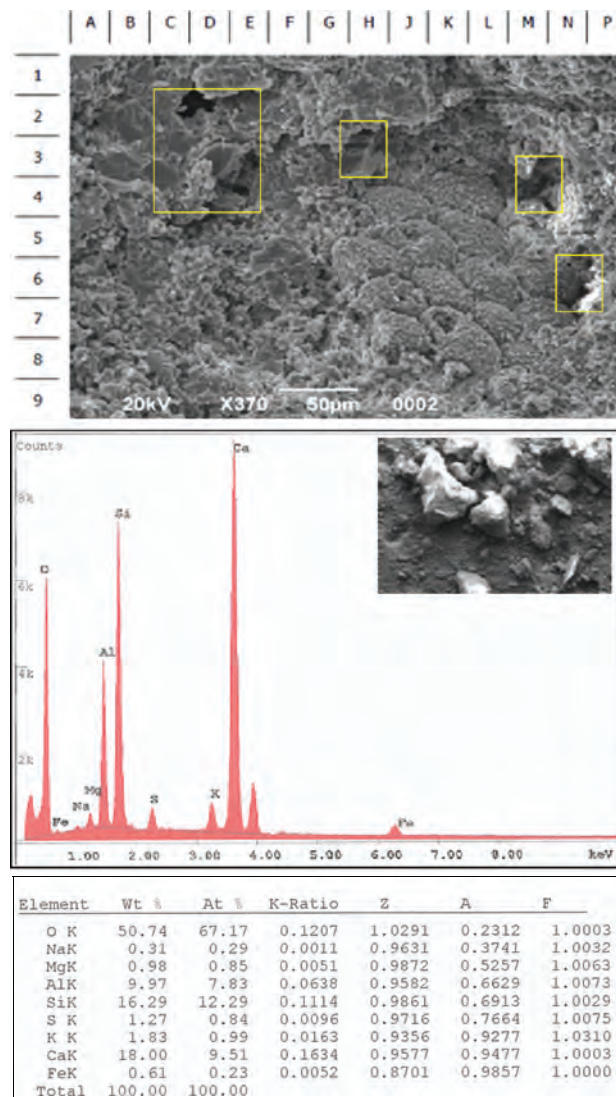 A B C D E F G H J K L M N P
1
2
3
4
5
6
7
8
9
20kV X370 50µm 0002
Counts
Ca
8k
Si
O
6k
Al
4k
2k
Mg
Na
Fe
S
K
Fe
1.00 2.00 3.00 4.00 6.00 7.00 keV
Element Wt % At % K-Ratio Z A F
O K 50.74 67.17 0.1207 1.0291 0.2312 1.0003
NaK 0.31 0.29 0.0011 0.9631 0.3741 1.0032
MgK 0.98 0.85 0.0051 0.9872 0.5257 1.0063
AlK 9.97 7.83 0.0638 0.9582 0.6629 1.0073
SiK 16.29 12.29 0.1114 0.9861 0.6913 1.0029
S K 1.27 0.84 0.0096 0.9716 0.7664 1.0075
K K 1.83 0.99 0.0163 0.9356 0.9277 1.0310
CaK 18.00 9.51 0.1634 0.9577 0.9477 1.0003
FeK 0.61 0.23 0.0052 0.8701 0.9857 1.0000
Total 100.00 100.00